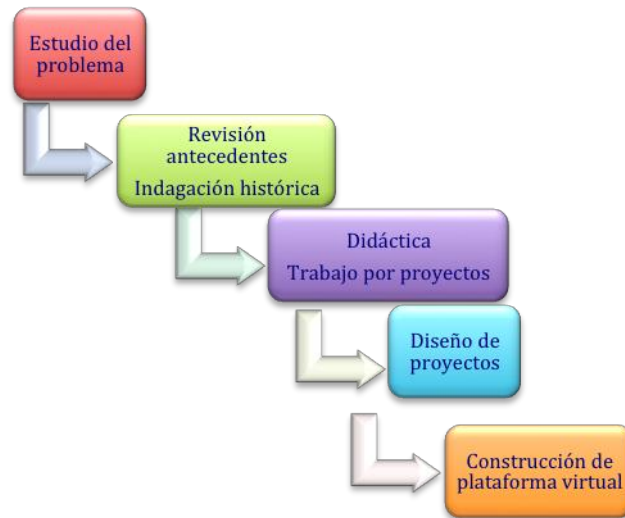 Estudio del
problema
Revisión
antecedentes
Indagación histórica
Didáctica
Trabajo por proyectos
Diseño de
proyectos
Construcción de
plataforma virtual